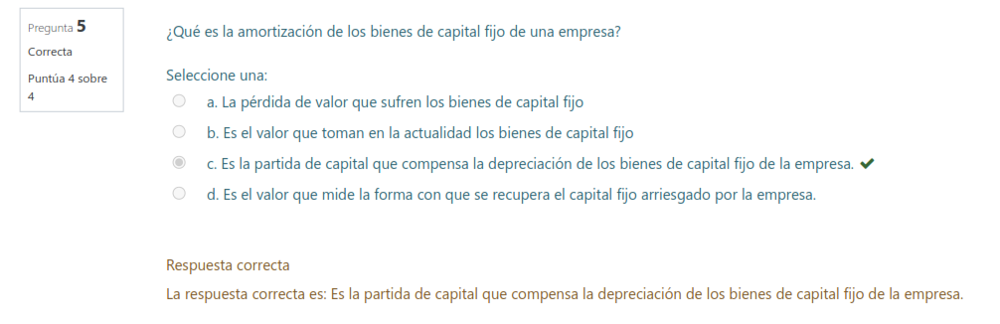 Pregunta 5
Correcta
Puntúa 4 sobre
4
¿Qué es la amortización de los bienes de capital fijo de una empresa?
Seleccione una:
a. La pérdida de valor que sufren los bienes de capital fijo
b. Es el valor que toman en la actualidad los bienes de capital fijo
c. Es la partida de capital que compensa la depreciación de los bienes de capital fijo de la empresa.
d. Es el valor que mide la forma con que se recupera el capital fijo arriesgado por la empresa.
Respuesta correcta
La respuesta correcta es: Es la partida de capital que compensa la depreciación de los bienes de capital fijo de la empresa.